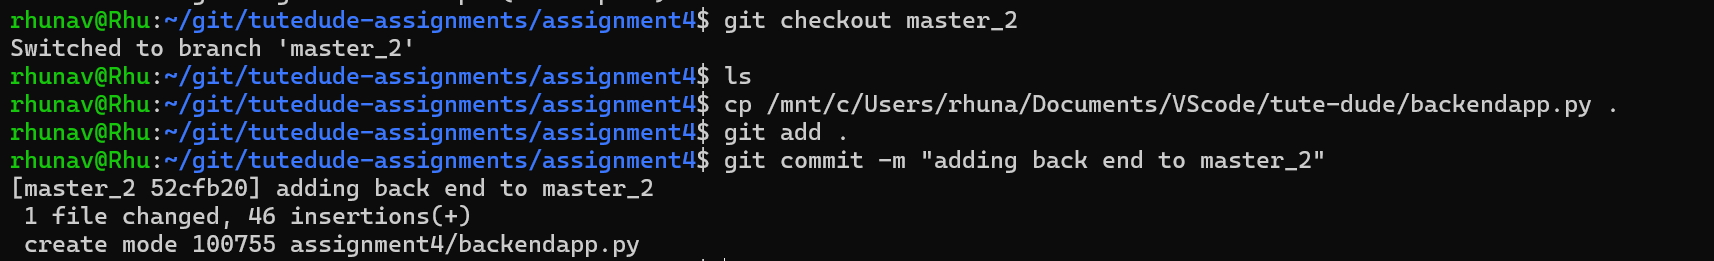 rhunav@Rhu:~/git/tutedude-assignments/assignment4$ git checkout master_2
Switched to branch 'master_2'
rhunav@Rhu:~/git/tutedude-assignments/assignment4$ ls
rhunav@Rhu:~/git/tutedude-assignments/assignment4$ cp /mnt/c/Users/rhuna/Documents/VScode/tute-dude/backendapp.py .
rhunav@Rhu:~/git/tutedude-assignments/assignment4$ git add .
rhunav@Rhu:~/git/tutedude-assignments/assignment4$ git commit -m "adding back end to master_2"
[master_2 52cfb20] adding back end to master_2
 1 file changed, 46 insertions(+)
 create mode 100755 assignment4/backendapp.py